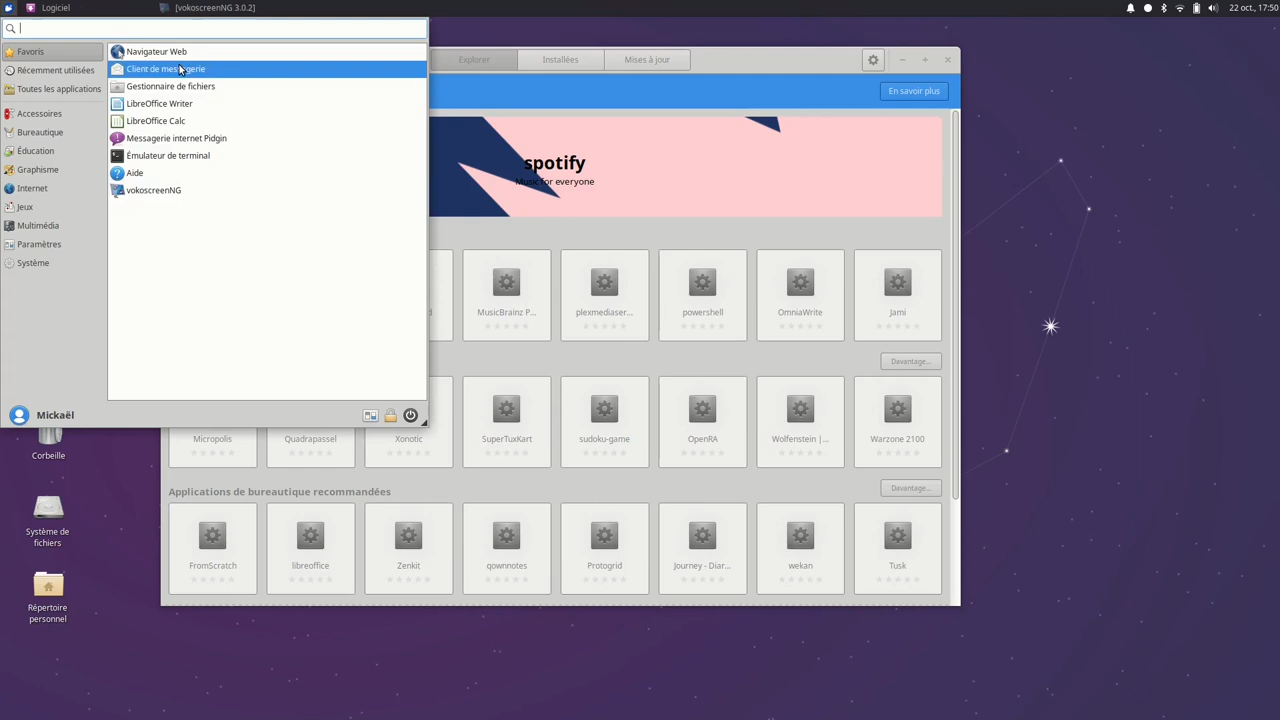 Logiciel
[vokoscreenNG 3.0.2]
22 oct., 17:50
Favoris
Récemment utilisées
Toutes les applications
Accessoires
Bureautique
Éducation
Graphisme
Internet
Jeux
Multimédia
Paramètres
Système
Navigateur Web
Client de messagerie
Gestionnaire de fichiers
LibreOffice Writer
LibreOffice Calc
Messagerie internet Pidgin
Émulateur de terminal
Aide
vokoscreenNG
Mickaël
Explorer
Installées
Mises à jour
En savoir plus
spotify
Music for everyone
MusicBrainz P...
plexmediaser...
powershell
OmniaWrite
Jami
Davantage...
Micropolis
Quadrapassel
Xonotic
SuperTuxKart
sudoku-game
OpenRA
Wolfenstein |...
Warzone 2100
Applications de bureautique recommandées
Davantage...
FromScratch
libreoffice
Zenkit
qownnotes
Protogrid
Journey - Diar...
wekan
Tusk
Corbeille
Système de
fichiers
Répertoire
personnel